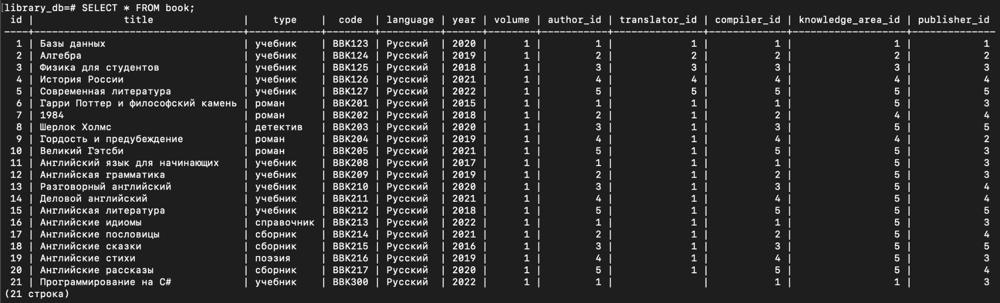 library_db=# SELECT * FROM book;
 id |               title               |    type    |  code  | language | year | volume | author_id | translator_id | compiler_id | knowledge_area_id | publisher_id
----+-----------------------------------+------------+--------+----------+------+--------+-----------+---------------+-------------+-------------------+--------------
  1 | Базы данных                       | учебник    | BBK123 | Русский  | 2020 |      1 |         1 |             1 |           1 |                 1 |            1
  2 | Алгебра                           | учебник    | BBK124 | Русский  | 2019 |      1 |         2 |             2 |           2 |                 2 |            2
  3 | Физика для студентов              | учебник    | BBK125 | Русский  | 2018 |      1 |         3 |             3 |           3 |                 3 |            3
  4 | История России                    | учебник    | BBK126 | Русский  | 2021 |      1 |         4 |             4 |           4 |                 4 |            4
  5 | Современная литература            | учебник    | BBK127 | Русский  | 2022 |      1 |         5 |             5 |           5 |                 5 |            5
  6 | Гарри Поттер и философский камень | роман      | BBK201 | Русский  | 2015 |      1 |         1 |             1 |           1 |                 5 |            3
  7 | 1984                              | роман      | BBK202 | Русский  | 2018 |      1 |         2 |             1 |           2 |                 4 |            4
  8 | Шерлок Холмс                      | детектив   | BBK203 | Русский  | 2020 |      1 |         3 |             1 |           3 |                 5 |            5
  9 | Гордость и предубеждение          | роман      | BBK204 | Русский  | 2019 |      1 |         4 |             1 |           4 |                 4 |            2
 10 | Великий Гэтсби                    | роман      | BBK205 | Русский  | 2021 |      1 |         5 |             1 |           5 |                 5 |            3
 11 | Английский язык для начинающих    | учебник    | BBK208 | Русский  | 2017 |      1 |         1 |             1 |           1 |                 5 |            3
 12 | Английская грамматика             | учебник    | BBK209 | Русский  | 2019 |      1 |         2 |             1 |           2 |                 5 |            3
 13 | Разговорный английский            | учебник    | BBK210 | Русский  | 2020 |      1 |         3 |             1 |           3 |                 5 |            4
 14 | Деловой английский                | учебник    | BBK211 | Русский  | 2021 |      1 |         4 |             1 |           4 |                 5 |            4
 15 | Английская литература             | учебник    | BBK212 | Русский  | 2018 |      1 |         5 |             1 |           5 |                 5 |            5
 16 | Английские идиомы                 | справочник | BBK213 | Русский  | 2022 |      1 |         1 |             1 |           1 |                 5 |            3
 17 | Английские пословицы              | сборник    | BBK214 | Русский  | 2021 |      1 |         2 |             1 |           2 |                 5 |            4
 18 | Английские сказки                 | сборник    | BBK215 | Русский  | 2016 |      1 |         3 |             1 |           3 |                 5 |            5
 19 | Английские стихи                  | поэзия     | BBK216 | Русский  | 2019 |      1 |         4 |             1 |           4 |                 5 |            3
 20 | Английские рассказы               | сборник    | BBK217 | Русский  | 2020 |      1 |         5 |             1 |           5 |                 5 |            4
 21 | Программирование на C#            | учебник    | BBK300 | Русский  | 2022 |      1 |         1 |               |           1 |                 1 |            3
(21 строка)